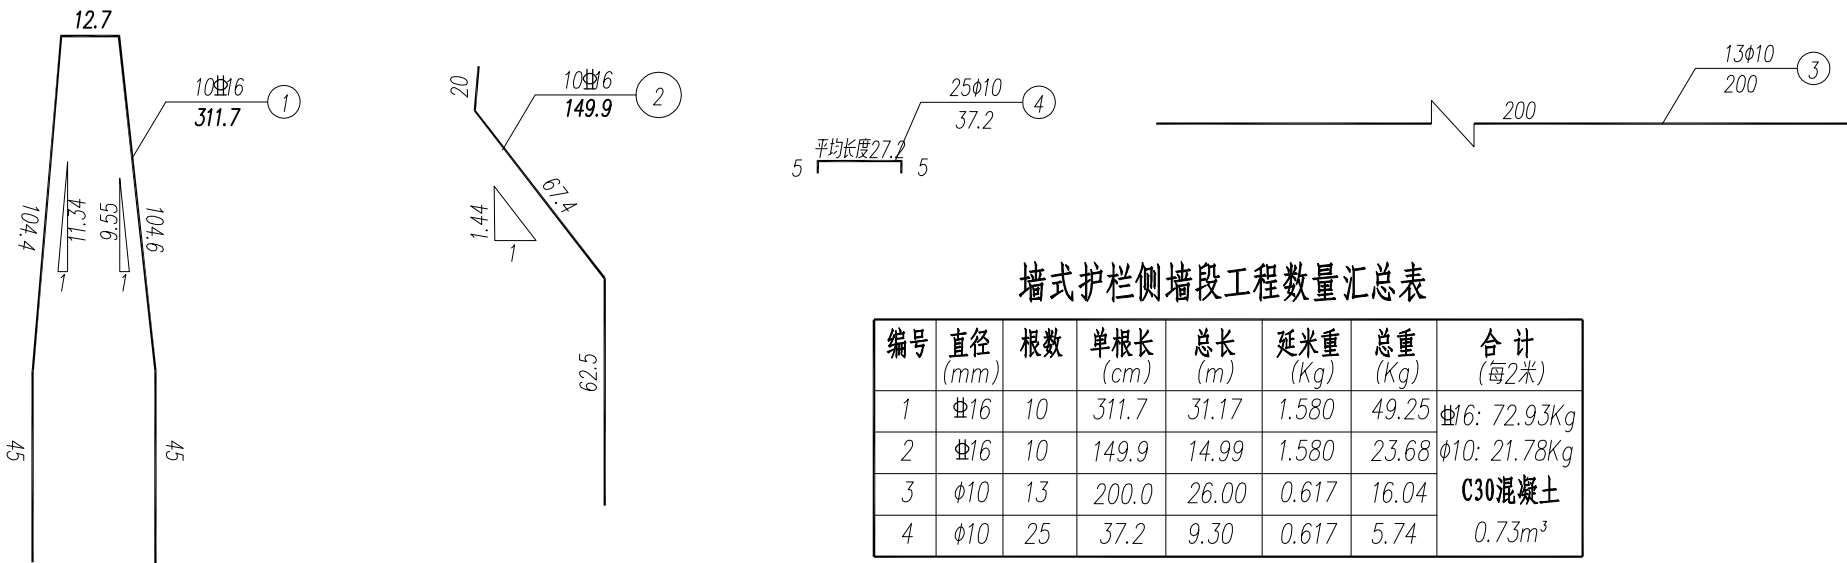 12.7
10Φ16
311.7
1
104.4
11.34
1
9.55
1
104.6
45
45
20
10Φ16
149.9
2
67.4
1.44
1
62.5
25ϕ10
37.2
4
平均长度27.2
5
5
13ϕ10
200
3
200
墙式护栏侧墙段工程数量汇总表
编号 直径 根数 单根长 总长 延米重 总重 合 计
(mm) (cm) (m) (Kg) (Kg) (每2米)
1 Φ16 10 311.7 31.17 1.580 49.25 Φ16: 72.93Kg
2 Φ16 10 149.9 14.99 1.580 23.68 ϕ10: 21.78Kg
3 ϕ10 13 200.0 26.00 0.617 16.04 C30混凝土
4 ϕ10 25 37.2 9.30 0.617 5.74 0.73m³